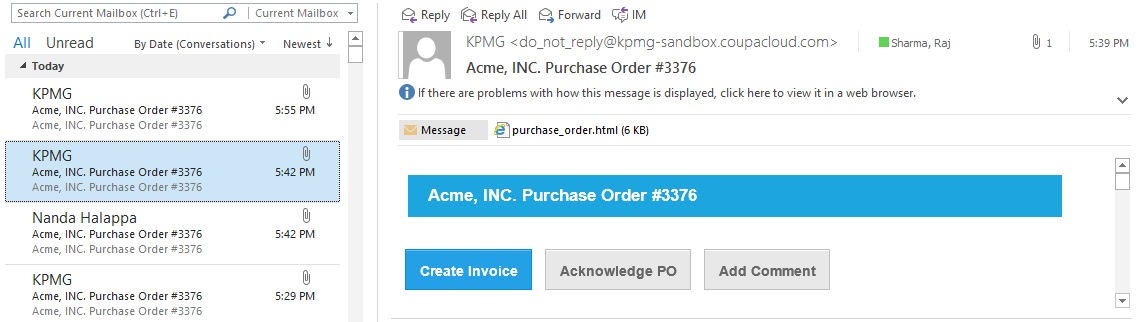 Search Current Mailbox (Ctrl+E) Current Mailbox
All Unread By Date (Conversations) Newest
Today
KPMG
Acme, INC. Purchase Order #3376 5:55 PM
Acme, INC. Purchase Order #3376
KPMG
Acme, INC. Purchase Order #3376 5:42 PM
Acme, INC. Purchase Order #3376
Nanda Halappa
Acme, INC. Purchase Order #3376 5:42 PM
Acme, INC. Purchase Order #3376
KPMG
Acme, INC. Purchase Order #3376 5:29 PM
Acme, INC. Purchase Order #3376
Reply Reply All Forward IM
KPMG <do_not_reply@kpmg-sandbox.coupacloud.com> Sharma, Raj 1 5:39 PM
Acme, INC. Purchase Order #3376
If there are problems with how this message is displayed, click here to view it in a web browser.
Message purchase_order.html (6 KB)
Acme, INC. Purchase Order #3376
Create Invoice Acknowledge PO Add Comment